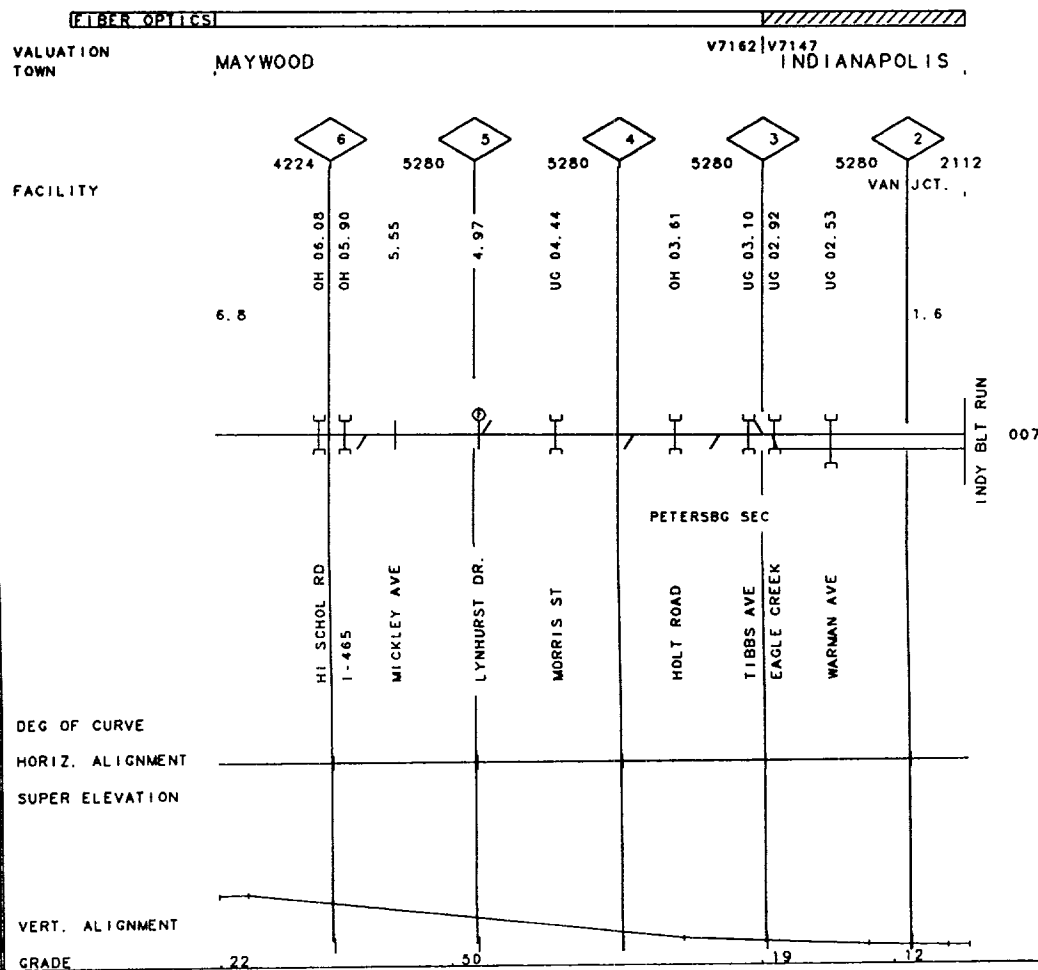 FIBER OPTICS
VALUATION V7162 V7147
TOWN MAYWOOD INDIANAPOLIS
6 5 4 3 2
4224 5280 5280 5280 5280 2112
FACILITY VAN JCT.
OH 06.08
OH 05.90
5.55
4.97
UG 04.44
OH 03.61
UG 03.10
UG 02.92
UG 02.53
6.8 1.6
INDY BLT RUN
007
PETERSBG SEC
HI SCHOL RD
I-465
MICKLEY AVE
LYNHURST DR.
MORRIS ST
HOLT ROAD
TIBBS AVE
EAGLE CREEK
WARMAN AVE
DEG OF CURVE
HORIZ. ALIGNMENT
SUPER ELEVATION
VERT. ALIGNMENT
GRADE .22 .50 .19 .12